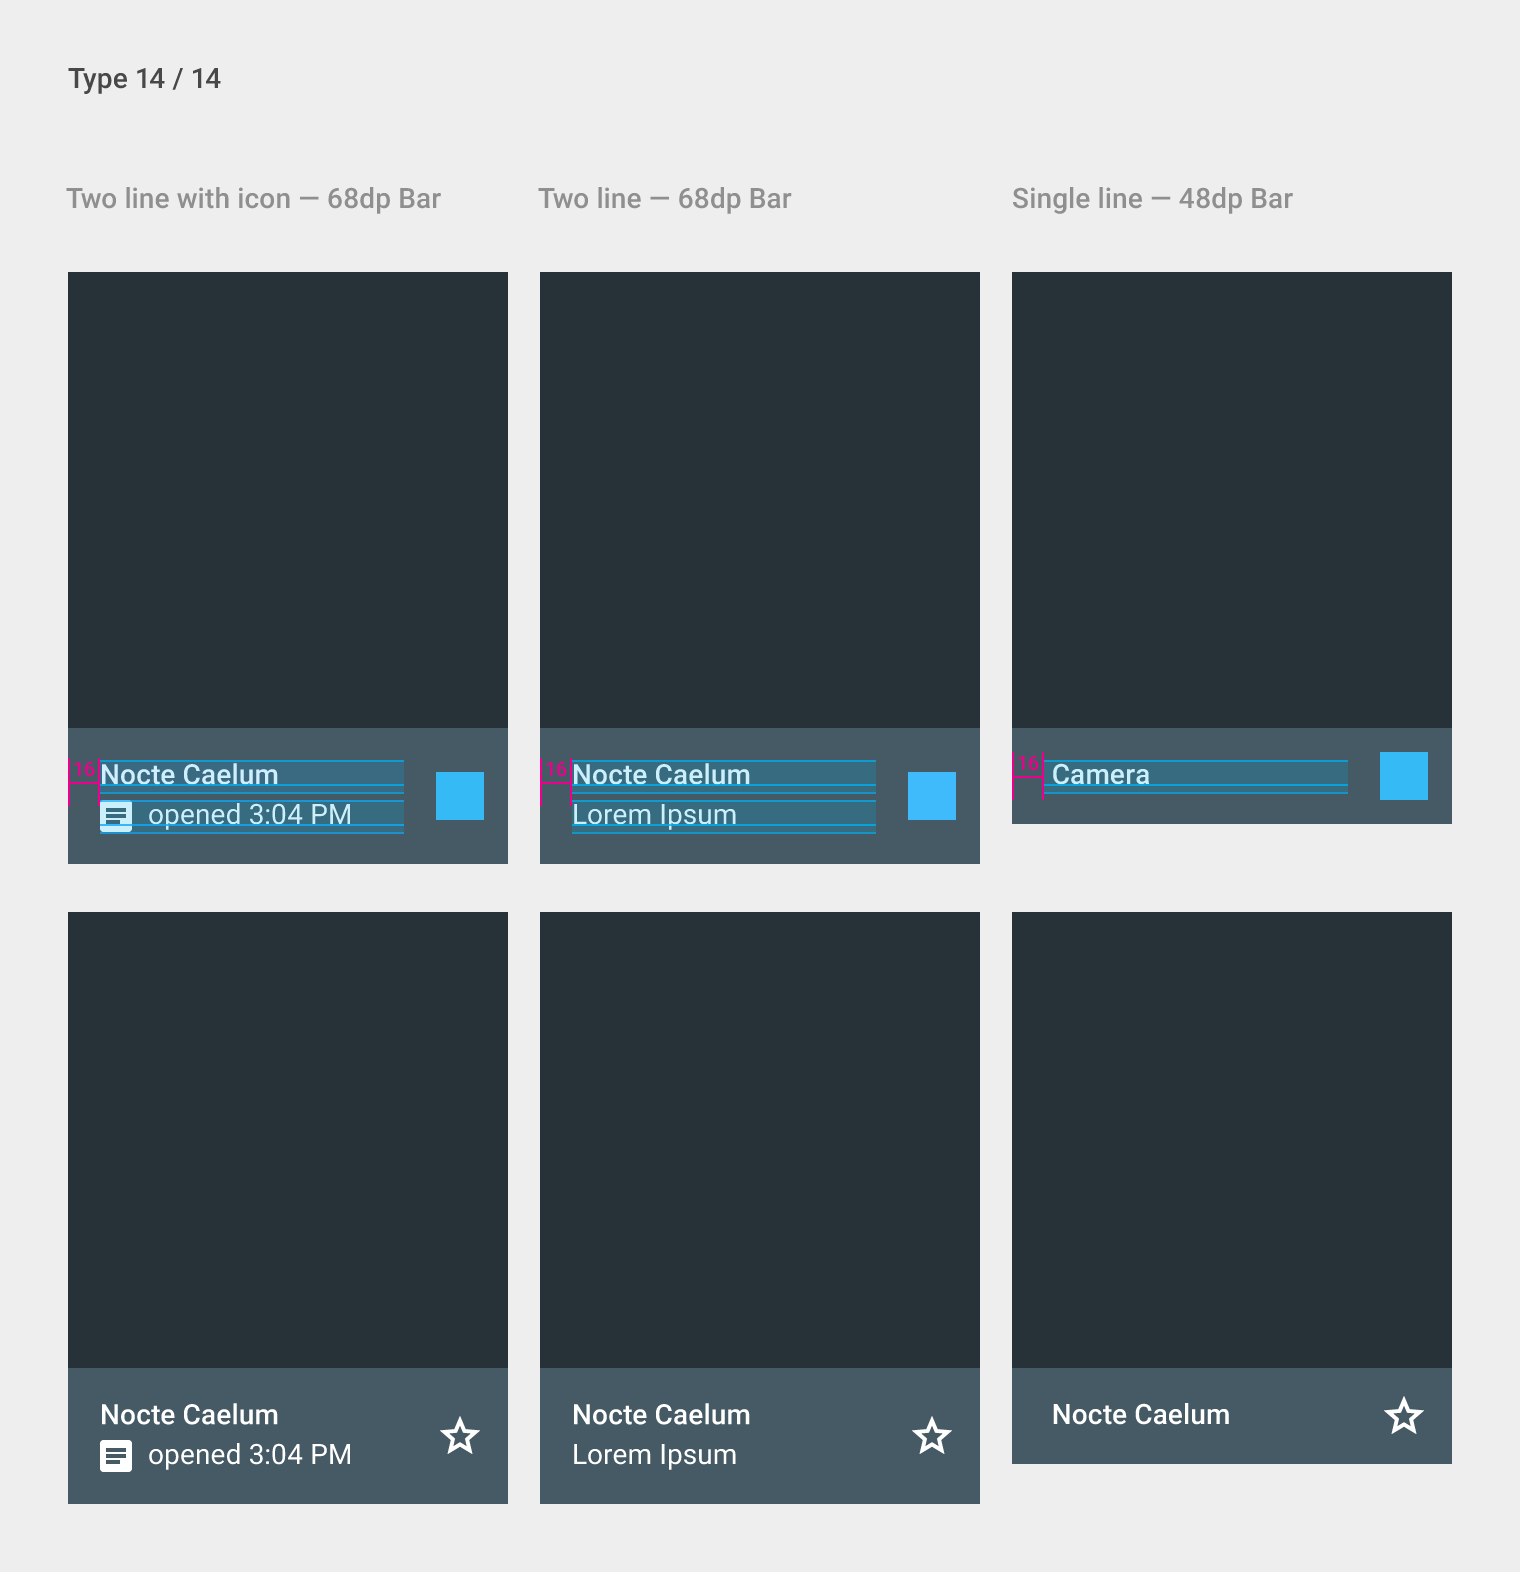 Type 14 / 14
Two line with icon — 68dp Bar
Two line — 68dp Bar
Single line — 48dp Bar
16
Nocte Caelum
opened 3:04 PM
16
Nocte Caelum
Lorem Ipsum
16
Camera
Nocte Caelum
opened 3:04 PM
Nocte Caelum
Lorem Ipsum
Nocte Caelum